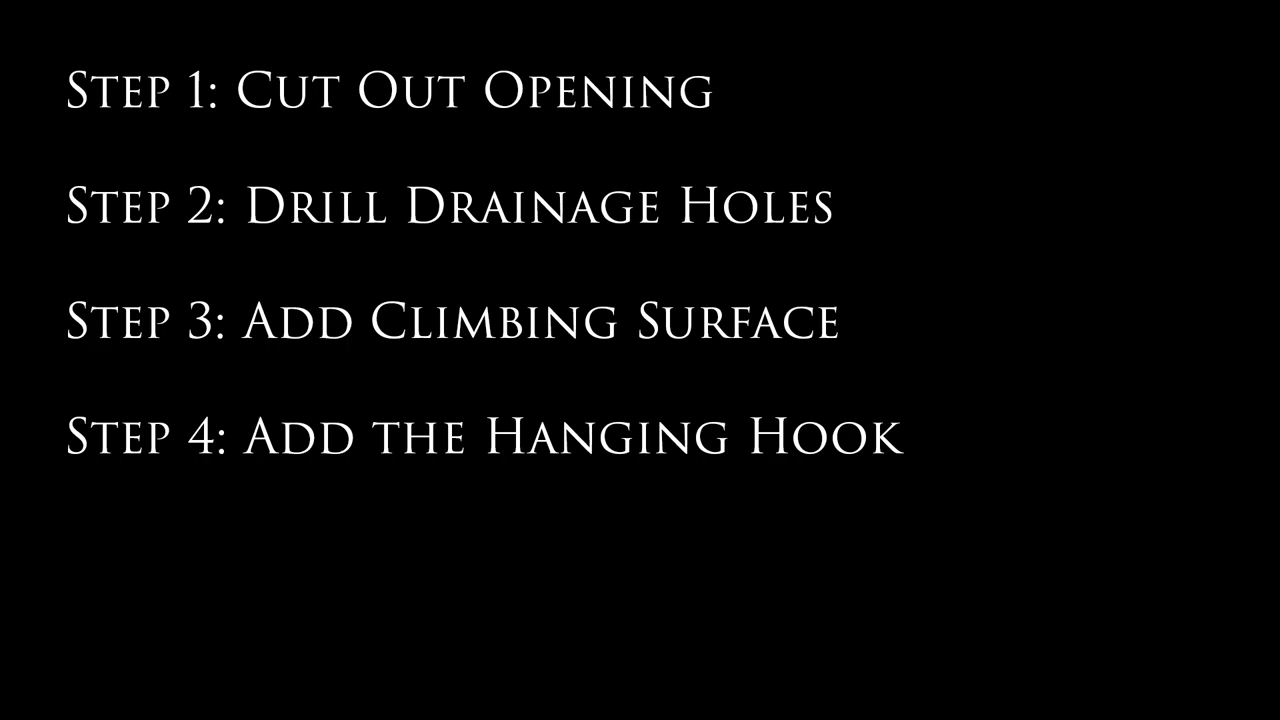 Step 1: Cut Out Opening
Step 2: Drill Drainage Holes
Step 3: Add Climbing Surface
Step 4: Add the Hanging Hook